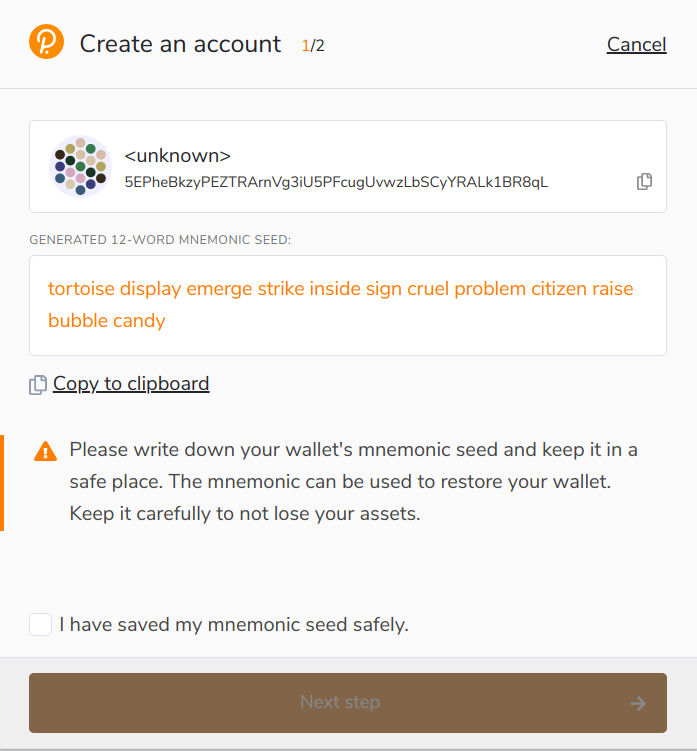 Create an account 1/2 Cancel
<unknown>
5EPheBkzyPEZTRArnVg3iU5PFcugUvwzLbSCyYRALk1BR8qL
GENERATED 12-WORD MNEMONIC SEED:
tortoise display emerge strike inside sign cruel problem citizen raise
bubble candy
Copy to clipboard
Please write down your wallet's mnemonic seed and keep it in a
safe place. The mnemonic can be used to restore your wallet.
Keep it carefully to not lose your assets.
I have saved my mnemonic seed safely.
Next step